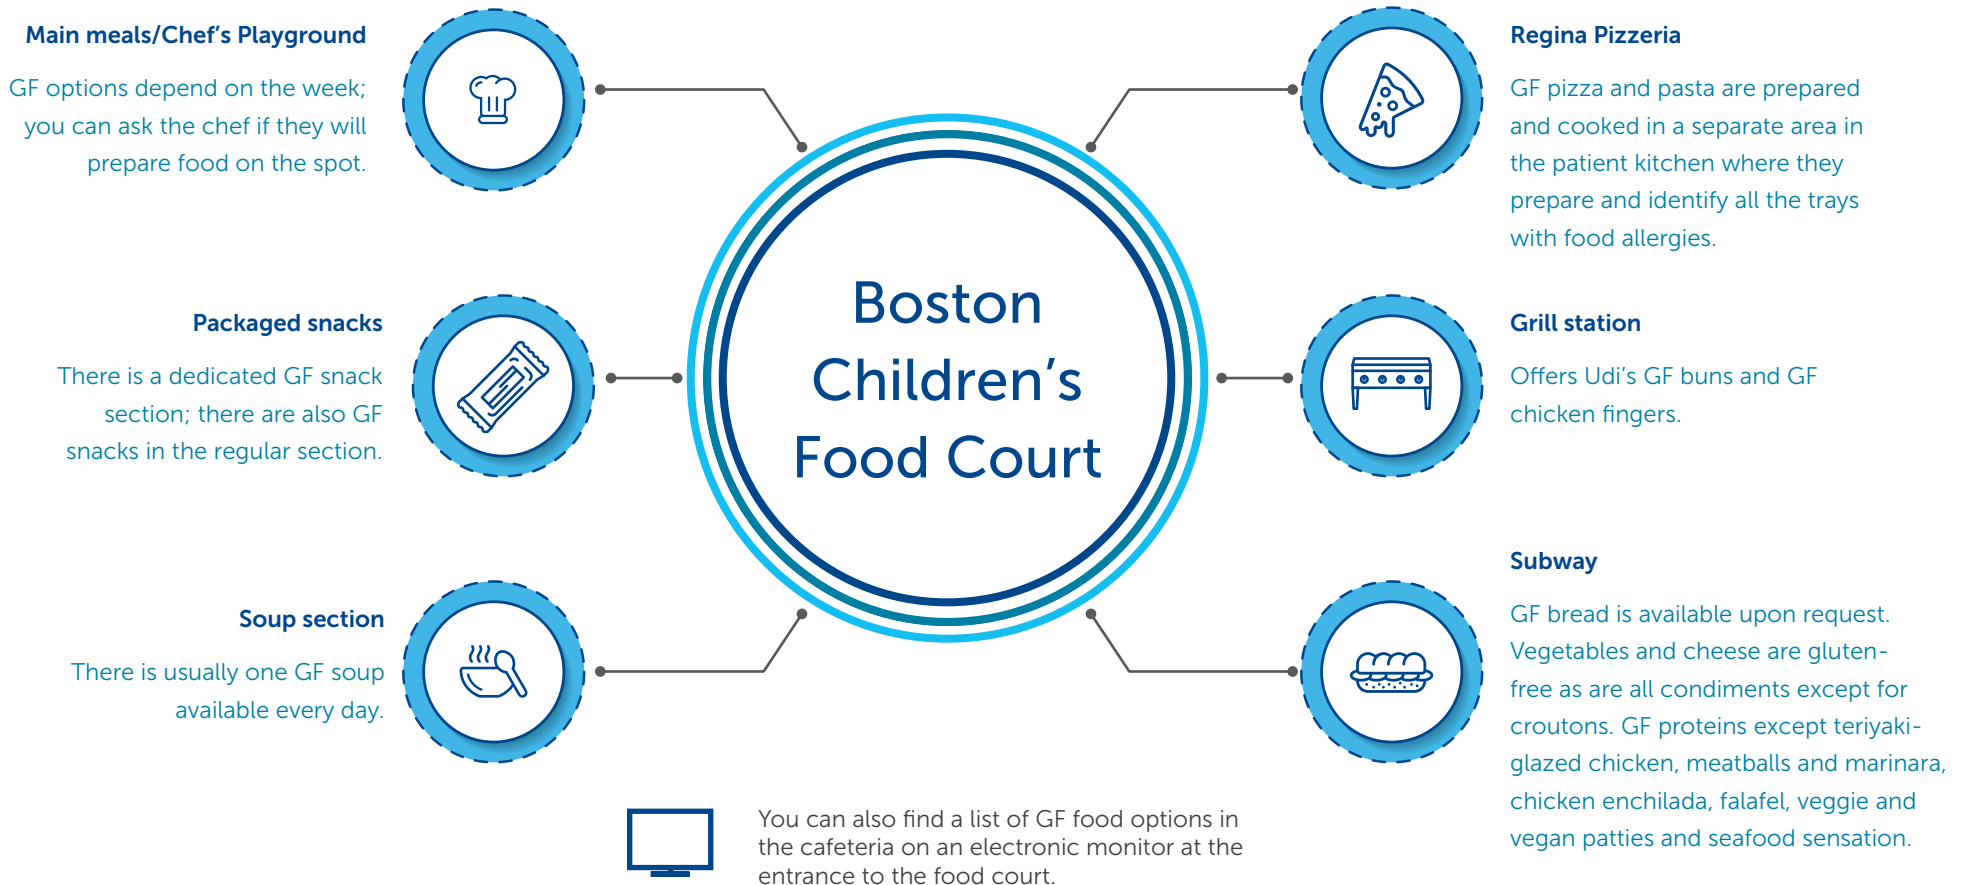 Main meals/Chef’s Playground
GF options depend on the week;
you can ask the chef if they will
prepare food on the spot.
Packaged snacks
There is a dedicated GF snack
section; there are also GF
snacks in the regular section.
Soup section
There is usually one GF soup
available every day.
Boston
Children’s
Food Court
Regina Pizzeria
GF pizza and pasta are prepared
and cooked in a separate area in
the patient kitchen where they
prepare and identify all the trays
with food allergies.
Grill station
Offers Udi’s GF buns and GF
chicken fingers.
Subway
GF bread is available upon request.
Vegetables and cheese are gluten-
free as are all condiments except for
croutons. GF proteins except teriyaki-
glazed chicken, meatballs and marinara,
chicken enchilada, falafel, veggie and
vegan patties and seafood sensation.
You can also find a list of GF food options in
the cafeteria on an electronic monitor at the
entrance to the food court.